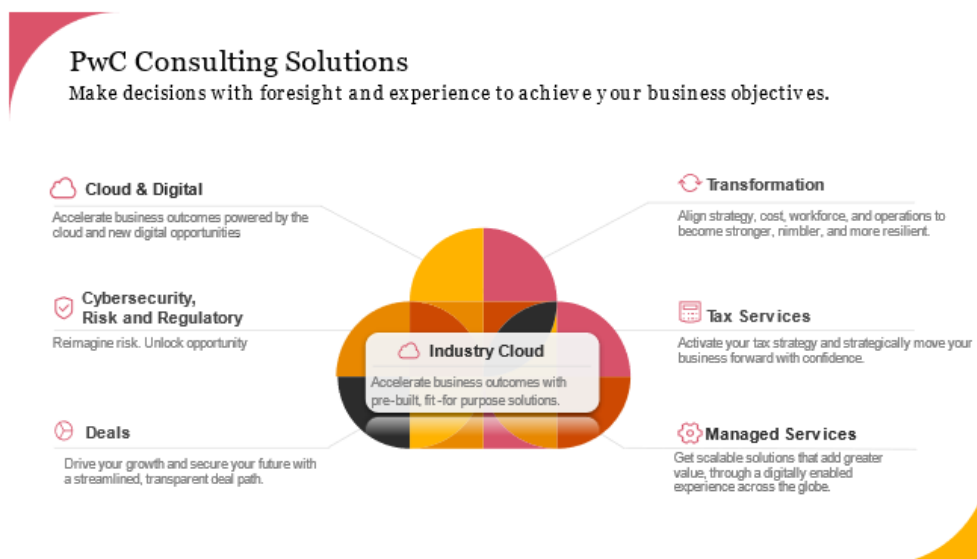 PwC Consulting Solutions
Make decisions with foresight and experience to achieve your business objectives.
Cloud & Digital
Accelerate business outcomes powered by the
cloud and new digital opportunities
Cybersecurity,
Risk and Regulatory
Reimagine risk. Unlock opportunity
Deals
Drive your growth and secure your future with
a streamlined, transparent deal path.
Industry Cloud
Accelerate business outcomes with
pre-built, fit-for purpose solutions.
Transformation
Align strategy, cost, workforce, and operations to
become stronger, nimbler, and more resilient.
Tax Services
Activate your tax strategy and strategically move your
business forward with confidence.
Managed Services
Get scalable solutions that add greater
value, through a digitally enabled
experience across the globe.